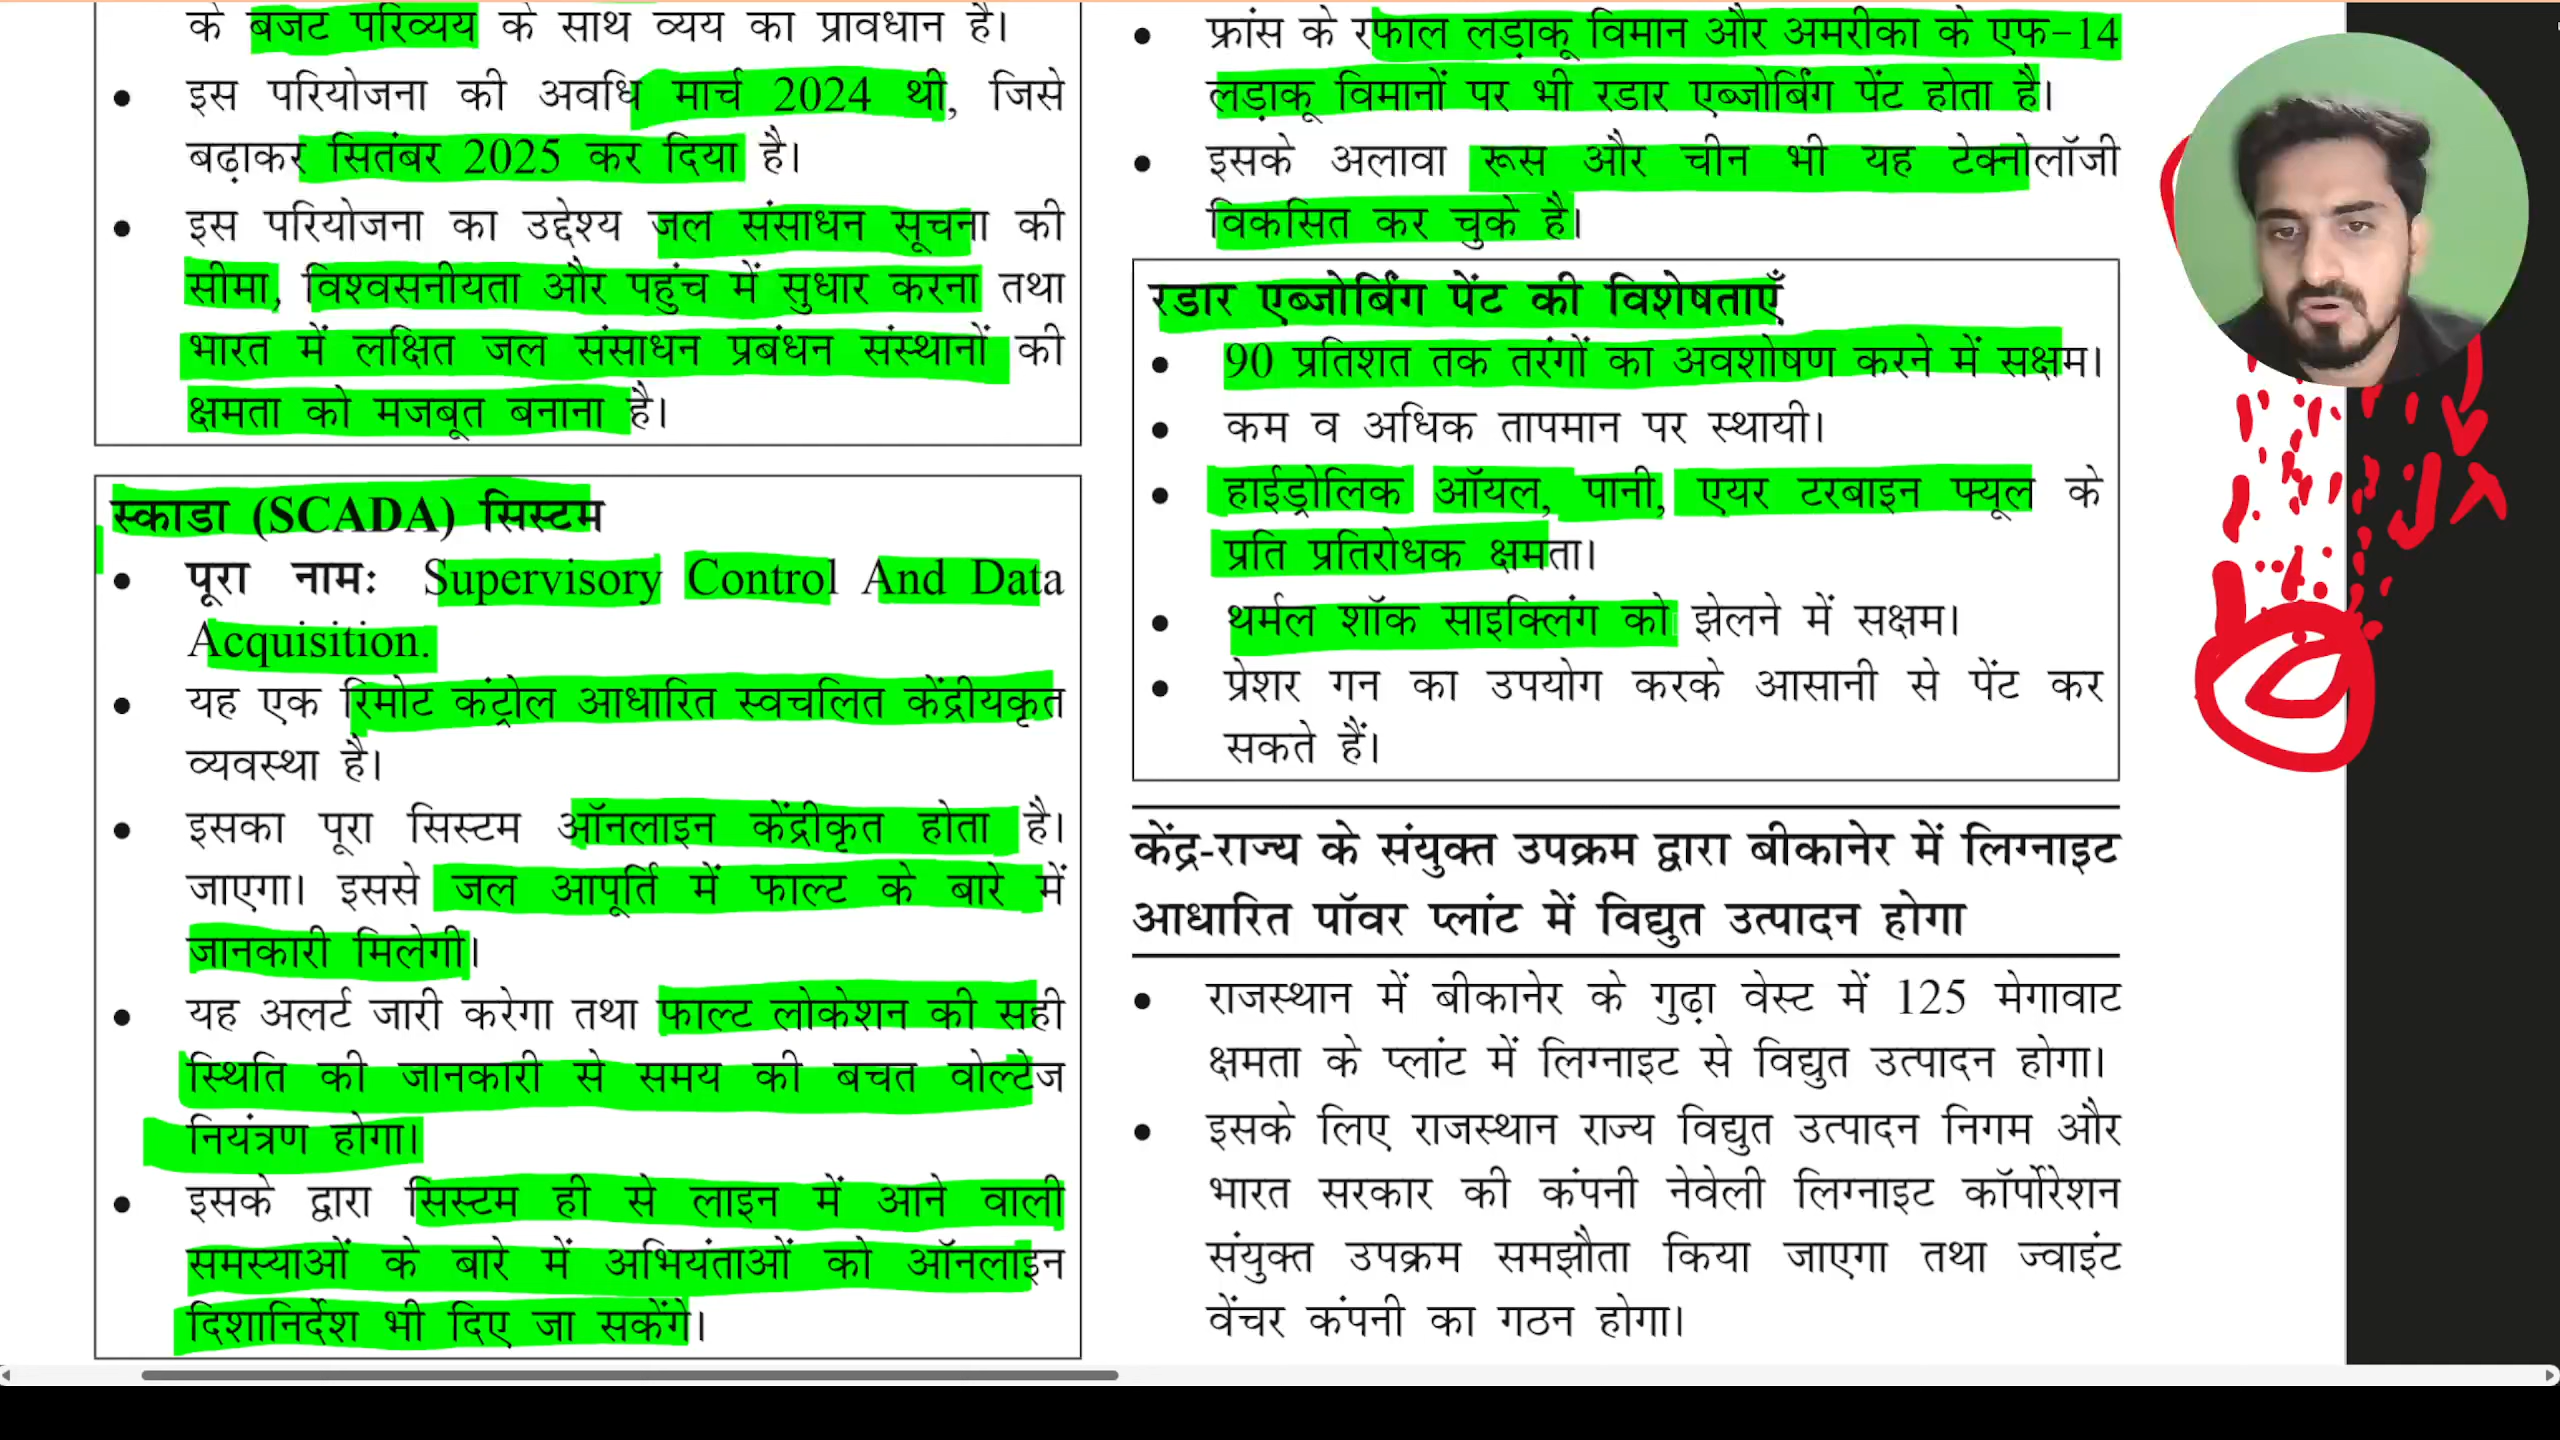 के बजट परिव्यय के साथ व्यय का प्रावधान है।
• इस परियोजना की अवधि मार्च 2024 थी, जिसे
बढ़ाकर सितंबर 2025 कर दिया है।
• इस परियोजना का उद्देश्य जल संसाधन सूचना की
सीमा, विश्वसनीयता और पहुंच में सुधार करना तथा
भारत में लक्षित जल संसाधन प्रबंधन संस्थानों की
क्षमता को मजबूत बनाना है।
स्काडा (SCADA) सिस्टम
• पूरा नामः Supervisory Control And Data
Acquisition.
• यह एक रिमोट कंट्रोल आधारित स्वचलित केंद्रीयकृत
व्यवस्था है।
• इसका पूरा सिस्टम ऑनलाइन केंद्रीकृत होता है।
जाएगा। इससे जल आपूर्ति में फाल्ट के बारे में
जानकारी मिलेगी।
• यह अलर्ट जारी करेगा तथा फाल्ट लोकेशन की सही
स्थिति की जानकारी से समय की बचत वोल्टेज
नियंत्रण होगा।
• इसके द्वारा सिस्टम ही से लाइन में आने वाली
समस्याओं के बारे में अभियंताओं को ऑनलाइन
दिशानिर्देश भी दिए जा सकेंगे।
• फ्रांस के रफाल लड़ाकू विमान और अमरीका के एफ-14
लड़ाकू विमानों पर भी रडार एब्जोर्बिंग पेंट होता है।
• इसके अलावा रूस और चीन भी यह टेक्नोलॉजी
विकसित कर चुके है।
रडार एब्जोर्बिंग पेंट की विशेषताएँ
• 90 प्रतिशत तक तरंगों का अवशोषण करने में सक्षम।
• कम व अधिक तापमान पर स्थायी।
• हाईड्रोलिक ऑयल, पानी, एयर टरबाइन फ्यूल के
प्रति प्रतिरोधक क्षमता।
• थर्मल शॉक साइक्लिंग को झेलने में सक्षम।
• प्रेशर गन का उपयोग करके आसानी से पेंट कर
सकते हैं।
केंद्र-राज्य के संयुक्त उपक्रम द्वारा बीकानेर में लिग्नाइट
आधारित पॉवर प्लांट में विद्युत उत्पादन होगा
• राजस्थान में बीकानेर के गुढ़ा वेस्ट में 125 मेगावाट
क्षमता के प्लांट में लिग्नाइट से विद्युत उत्पादन होगा।
• इसके लिए राजस्थान राज्य विद्युत उत्पादन निगम और
भारत सरकार की कंपनी नेवेली लिग्नाइट कॉर्पोरेशन
संयुक्त उपक्रम समझौता किया जाएगा तथा ज्वाइंट
वेंचर कंपनी का गठन होगा।